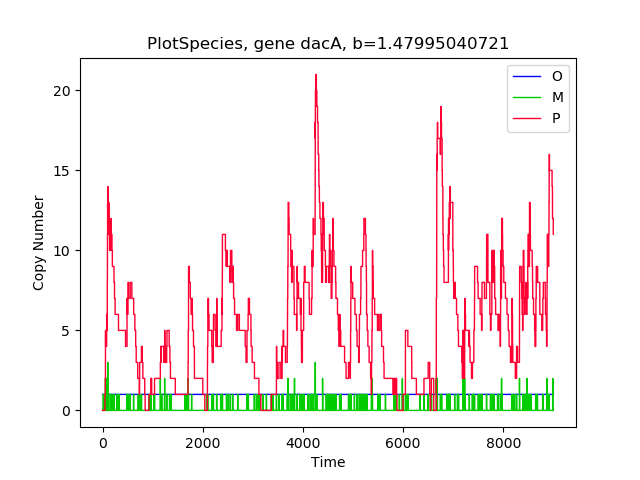 PlotSpecies, gene dacA, b=1.47995040721
O
M
P
20
15
10
5
0
Copy Number
0 2000 4000 6000 8000
Time